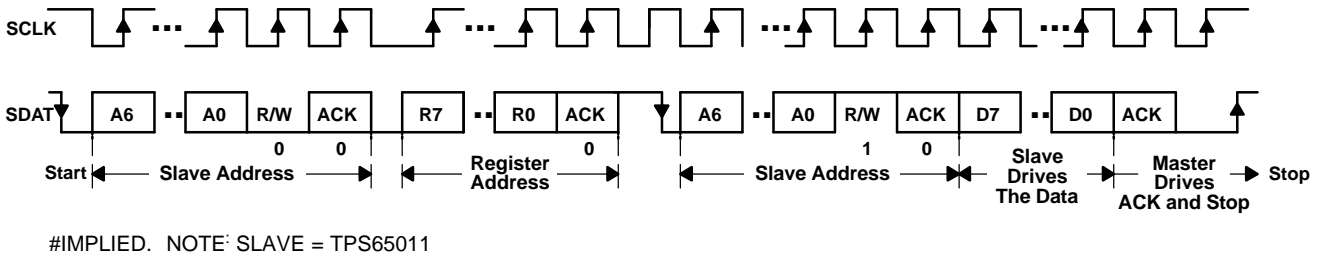 SCLK
SDAT A6 A0 R/W ACK R7 R0 ACK A6 A0 R/W ACK D7 D0 ACK
0 0 0 1 0
Start Slave Address Register Address Slave Address Slave Drives The Data Master Drives ACK and Stop Stop
#IMPLIED. NOTE: SLAVE = TPS65011